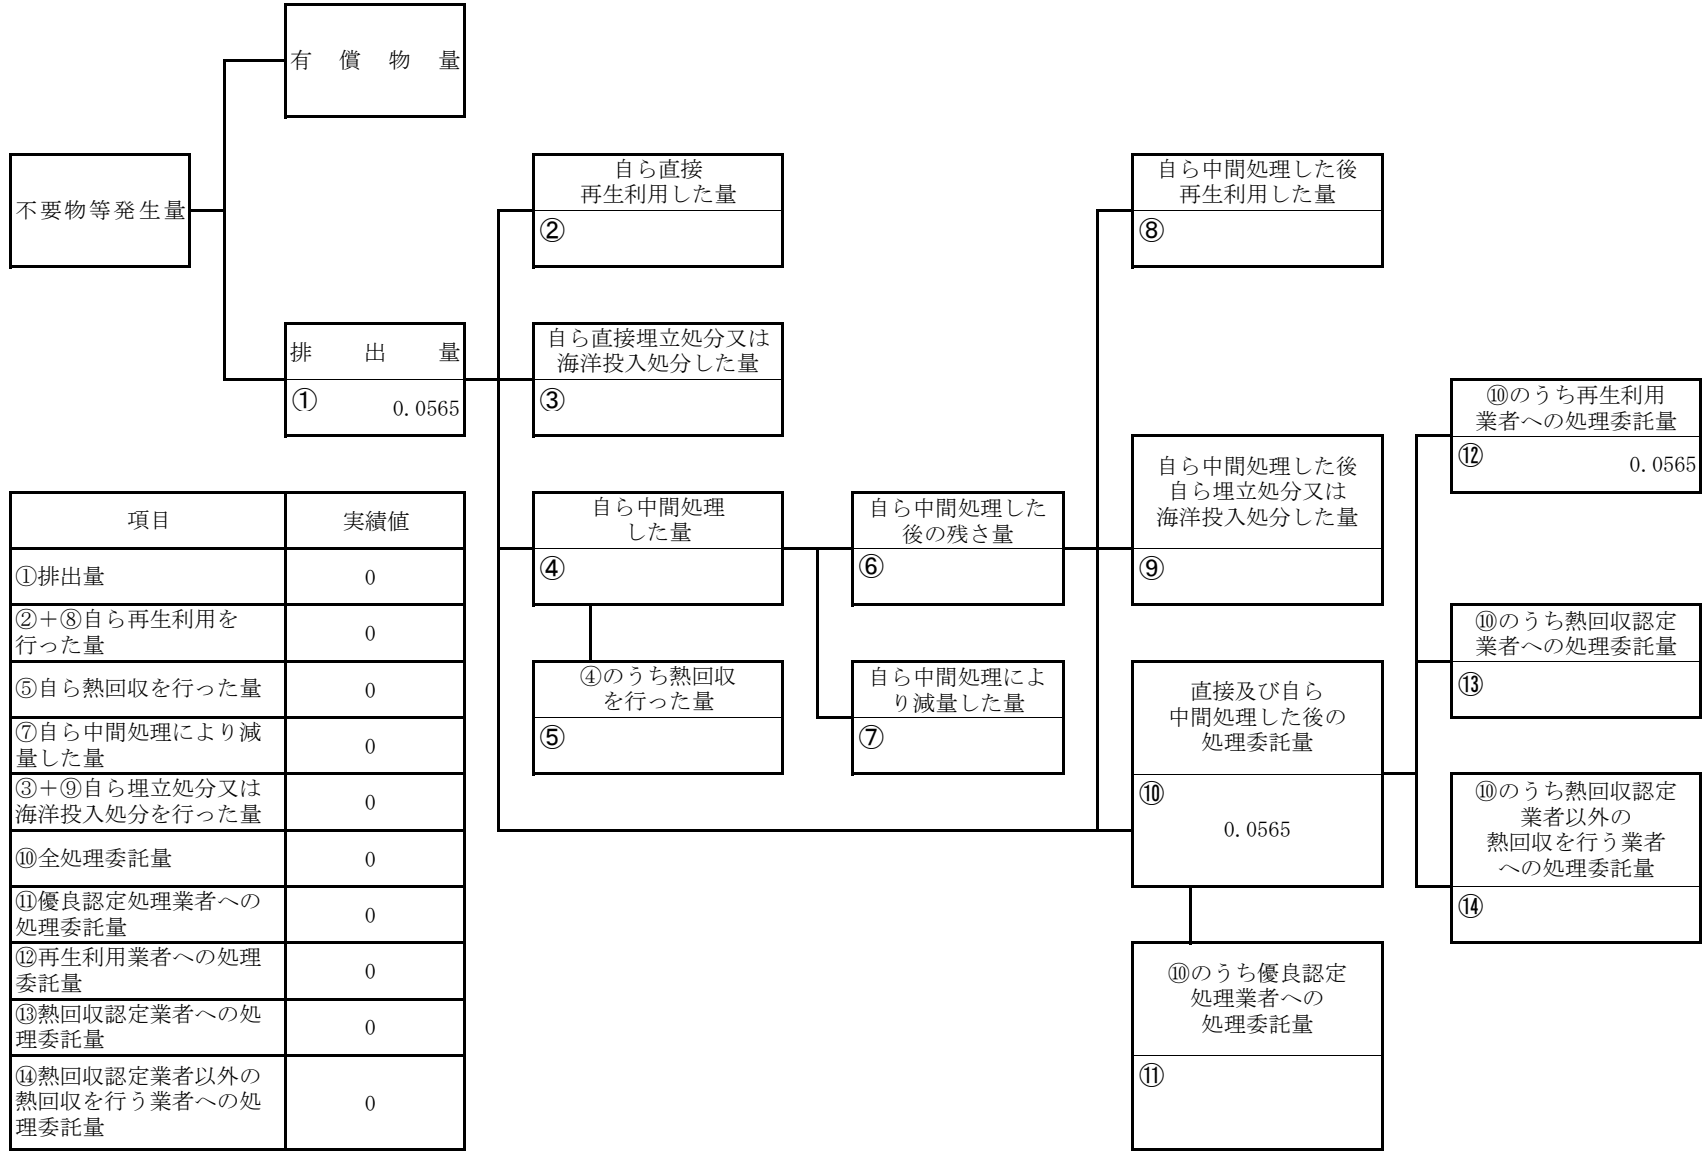 有償物量
不要物等発生量
排出量
①
0.0565
自ら直接
再生利用した量
②
自ら直接埋立処分又は
海洋投入処分した量
③
自ら中間処理
した量
④
④のうち熱回収
を行った量
⑤
自ら中間処理した
後の残さ量
⑥
自ら中間処理によ
り減量した量
⑦
自ら中間処理した後
再生利用した量
⑧
自ら中間処理した後
自ら埋立処分又は
海洋投入処分した量
⑨
直接及び自ら
中間処理した後の
処理委託量
⑩
0.0565
⑩のうち優良認定
処理業者への
処理委託量
⑪
⑩のうち再生利用
業者への処理委託量
⑫
0.0565
⑩のうち熱回収認定
業者への処理委託量
⑬
⑩のうち熱回収認定
業者以外の
熱回収を行う業者
への処理委託量
⑭
項目 実績値
①排出量 0
②＋⑧自ら再生利用を
行った量 0
⑤自ら熱回収を行った量 0
⑦自ら中間処理により減
量した量 0
③＋⑨自ら埋立処分又は
海洋投入処分を行った量 0
⑩全処理委託量 0
⑪優良認定処理業者への
処理委託量 0
⑫再生利用業者への処理
委託量 0
⑬熱回収認定業者への処
理委託量 0
⑭熱回収認定業者以外の
熱回収を行う業者への処
理委託量 0